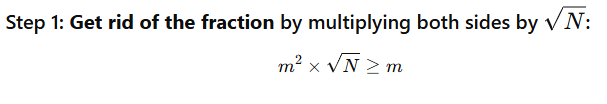 Step 1: Get rid of the fraction by multiplying both sides by √N:
m² × √N ≥ m